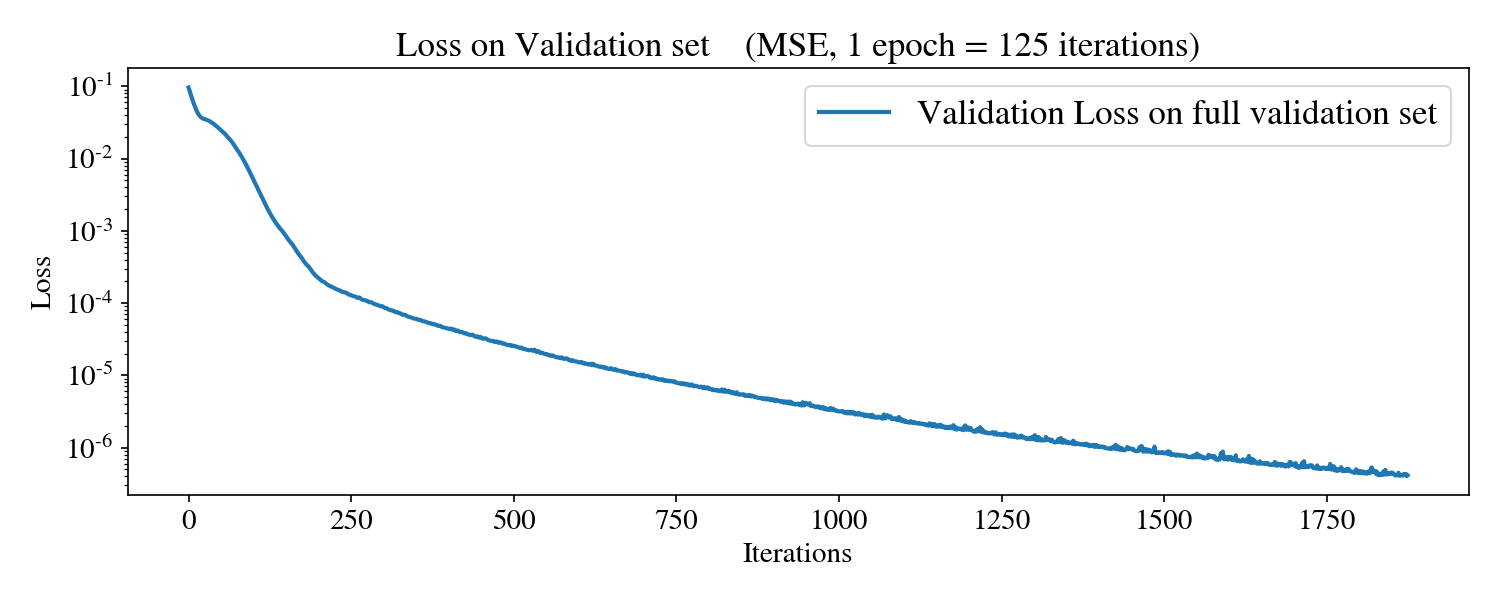 Loss on Validation set (MSE, 1 epoch = 125 iterations)
Validation Loss on full validation set
Loss
10⁻¹
10⁻²
10⁻³
10⁻⁴
10⁻⁵
10⁻⁶
0 250 500 750 1000 1250 1500 1750
Iterations